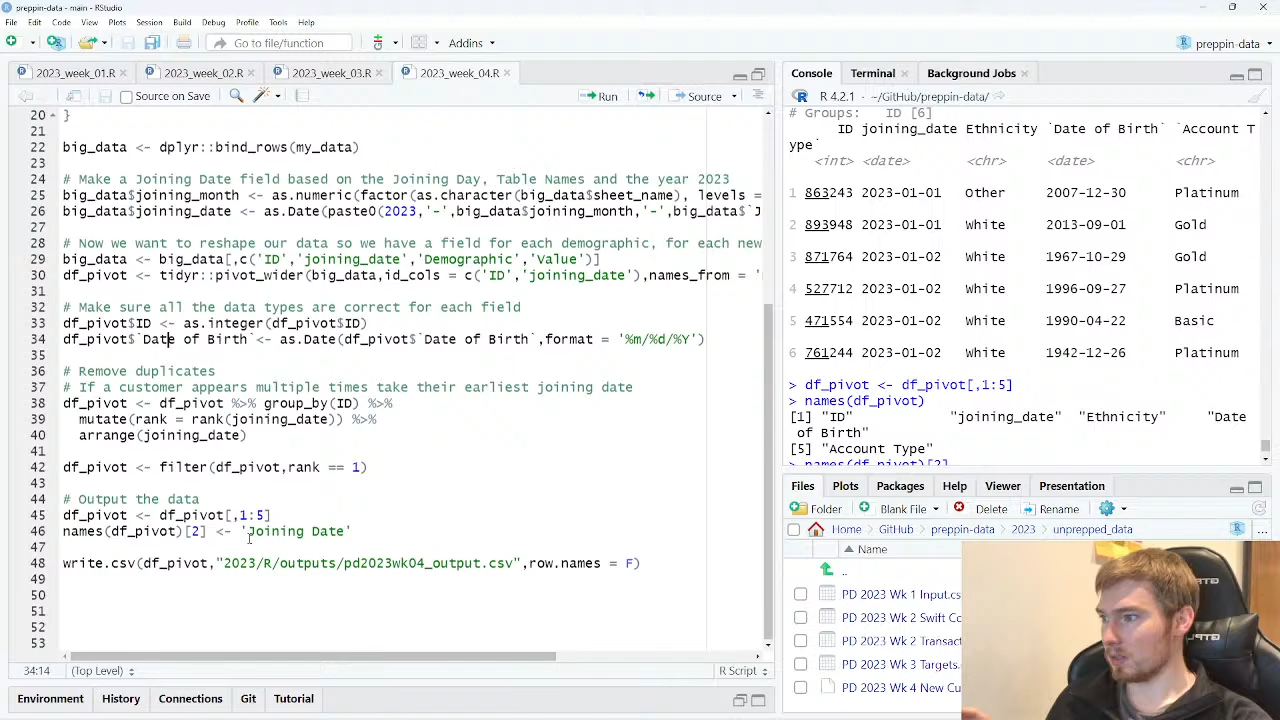 preppin-data - main - RStudio
File Edit Code View Plots Session Build Debug Profile Tools Help
Go to file/function Addins preppin-data
2023_week_01.R 2023_week_02.R 2023_week_03.R 2023_week_04.R
Source on Save Run Source
20 }
21
22 big_data <- dplyr::bind_rows(my_data)
23
24 # Make a Joining Date field based on the Joining Day, Table Names and the year 2023
25 big_data$joining_month <- as.numeric(factor(as.character(big_data$sheet_name), levels =
26 big_data$joining_date <- as.Date(paste0(2023,'-',big_data$joining_month,'-',big_data$`J
27
28 # Now we want to reshape our data so we have a field for each demographic, for each new
29 big_data <- big_data[,c('ID','joining_date','Demographic','Value')]
30 df_pivot <- tidyr::pivot_wider(big_data,id_cols = c('ID','joining_date'),names_from = '
31
32 # Make sure all the data types are correct for each field
33 df_pivot$ID <- as.integer(df_pivot$ID)
34 df_pivot$`Date of Birth`<- as.Date(df_pivot$`Date of Birth`,format = '%m/%d/%Y')
35
36 # Remove duplicates
37 # If a customer appears multiple times take their earliest joining date
38 df_pivot <- df_pivot %>% group_by(ID) %>%
39 mutate(rank = rank(joining_date)) %>%
40 arrange(joining_date)
41
42 df_pivot <- filter(df_pivot,rank == 1)
43
44 # Output the data
45 df_pivot <- df_pivot[,1:5]
46 names(df_pivot)[2] <- 'Joining Date'
47
48 write.csv(df_pivot,"2023/R/outputs/pd2023wk04_output.csv",row.names = F)
49
50
51
52
53
34:14 (Top Level) R Script
Environment History Connections Git Tutorial
Console Terminal Background Jobs
R 4.2.1 · ~/GitHub/preppin-data/
# Groups: ID [6]
ID joining_date Ethnicity `Date of Birth` `Account T
ype`
<int> <date> <chr> <date> <chr>
1 863243 2023-01-01 Other 2007-12-30 Platinum
2 893948 2023-01-01 White 2013-09-01 Gold
3 871764 2023-01-02 White 1967-10-29 Gold
4 527712 2023-01-02 White 1996-09-27 Platinum
5 471554 2023-01-02 White 1990-04-22 Basic
6 761244 2023-01-02 White 1942-12-26 Platinum
> df_pivot <- df_pivot[,1:5]
> names(df_pivot)
[1] "ID" "joining_date" "Ethnicity" "Date
of Birth"
[5] "Account Type"
> names(df_pivot)[2]
Files Plots Packages Help Viewer Presentation
Folder Blank File Delete Rename
Home GitHub preppin-data 2023 unprepped_data
Name
..
PD 2023 Wk 1 Input.cs
PD 2023 Wk 2 Swift Co
PD 2023 Wk 2 Transact
PD 2023 Wk 3 Targets.
PD 2023 Wk 4 New Cu